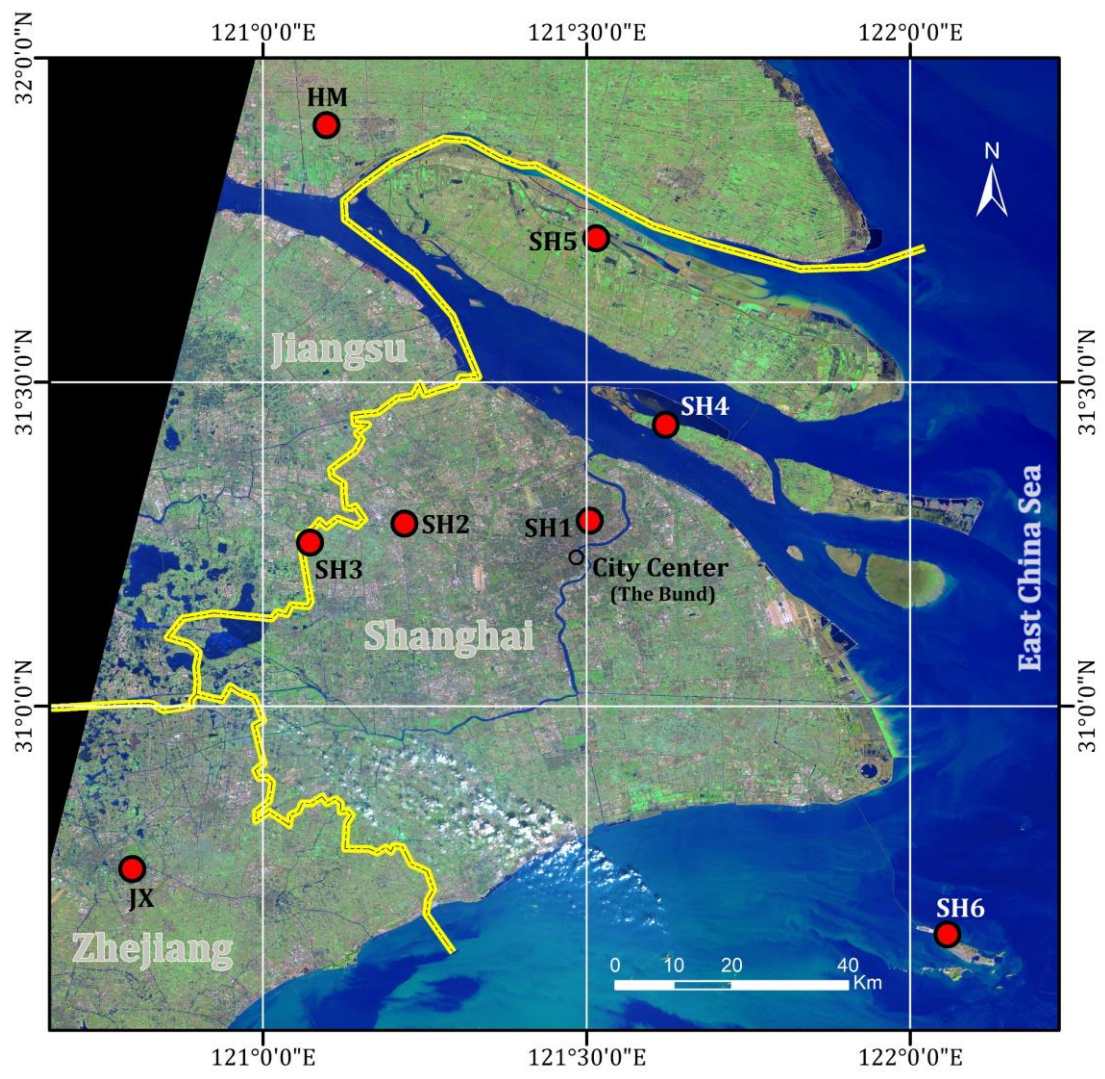 121°0'0"E
121°30'0"E
122°0'0"E
32°0'0"N
HM
N
SH5
Jiangsu
31°30'0"N
31°30'0"N
SH4
SH2
SH1
SH3
City Center
(The Bund)
East China Sea
Shanghai
31°0'0"N
31°0'0"N
JX
SH6
Zhejiang
0 10 20 40
Km
121°0'0"E
121°30'0"E
122°0'0"E